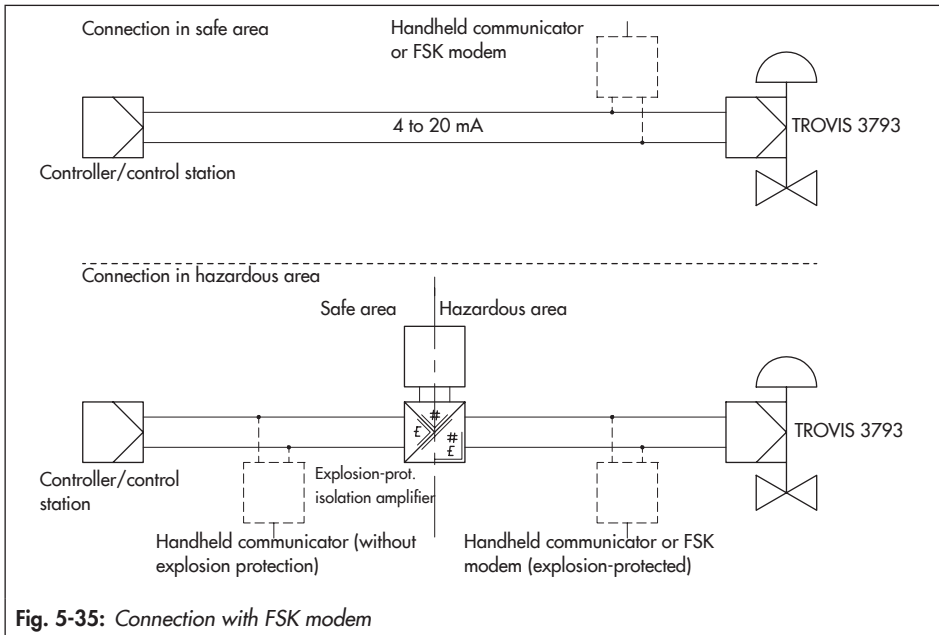 Connection in safe area
Handheld communicator
or FSK modem
4 to 20 mA
TROVIS 3793
Controller/control station
Connection in hazardous area
Safe area
Hazardous area
#
£
#
£
TROVIS 3793
Controller/control
station
Explosion-prot.
isolation amplifier
Handheld communicator (without
explosion protection)
Handheld communicator or FSK
modem (explosion-protected)
Fig. 5-35: Connection with FSK modem